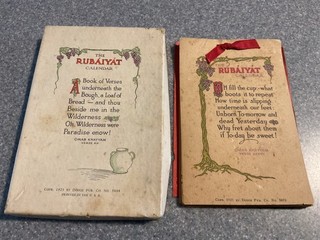 THE
RUBÁIYÁT
CALENDAR
A Book of Verses
underneath the
Bough, a Loaf of
Bread — and thou
Beside me in the
Wilderness
Oh, Wilderness were
Paradise enow!
OMAR KHAYYAM
THE
RUBÁIYÁT
Ah fill the cup: what
boots it to repeat
How time is slipping
underneath our feet
Unborn To-morrow and
dead Yesterday
Why fret about them
if To-day be sweet!
OMAR KHAYYAM